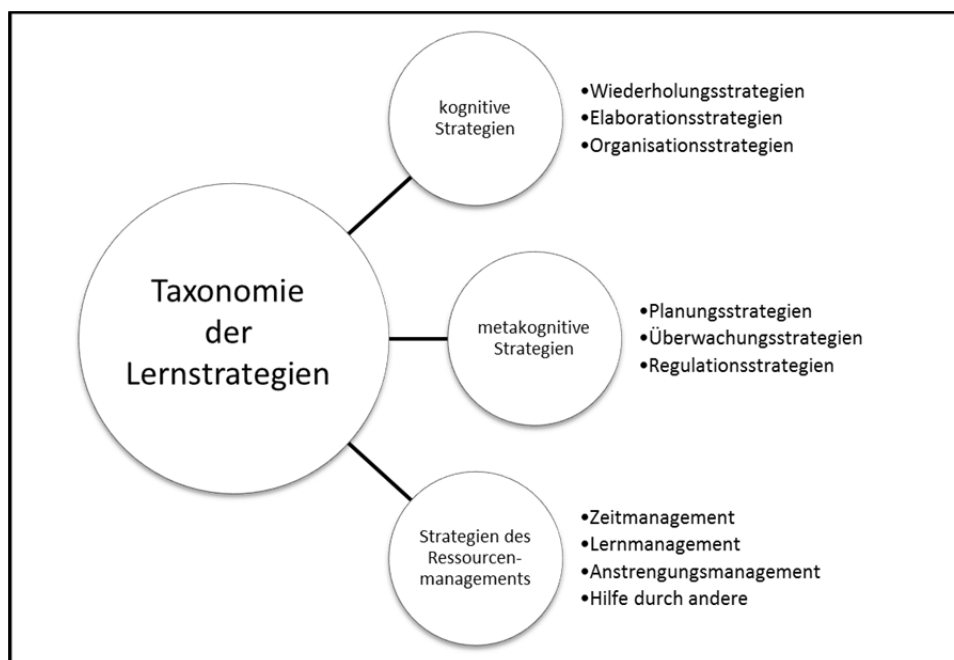 Taxonomie
der
Lernstrategien
kognitive
Strategien
•Wiederholungsstrategien
•Elaborationsstrategien
•Organisationsstrategien
metakognitive
Strategien
•Planungsstrategien
•Überwachungsstrategien
•Regulationsstrategien
Strategien des
Ressourcen-
managements
•Zeitmanagement
•Lernmanagement
•Anstrengungsmanagement
•Hilfe durch andere